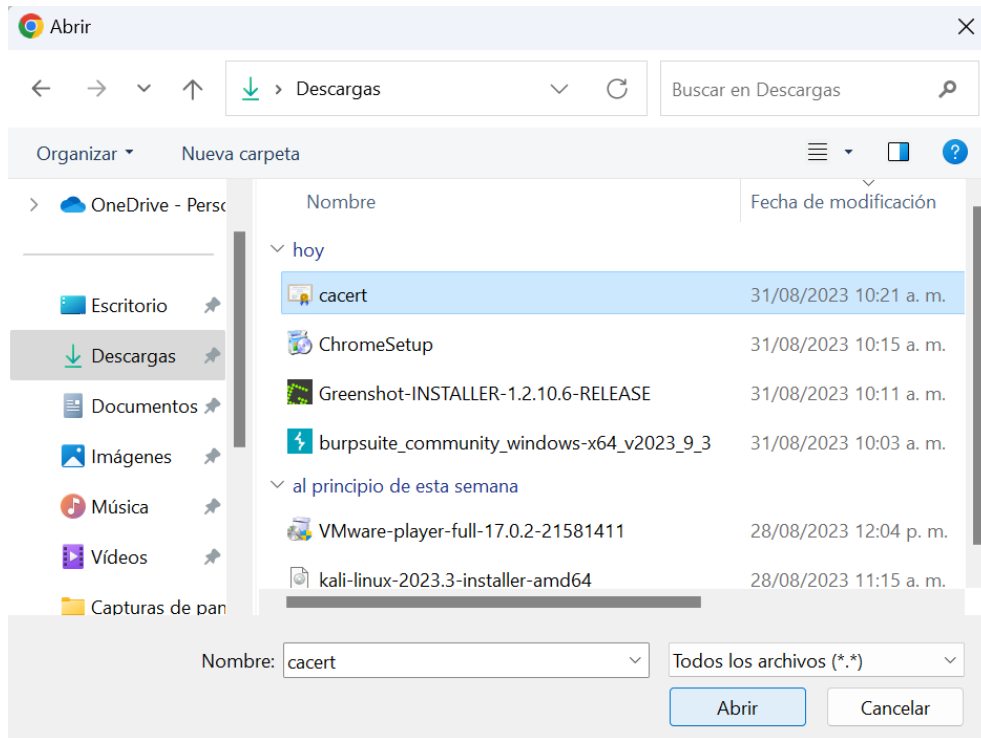 Abrir
Descargas
Buscar en Descargas
Organizar
Nueva carpeta
OneDrive - Perso
Nombre
Fecha de modificación
hoy
cacert 31/08/2023 10:21 a. m.
Escritorio
ChromeSetup 31/08/2023 10:15 a. m.
Descargas
Greenshot-INSTALLER-1.2.10.6-RELEASE 31/08/2023 10:11 a. m.
Documentos
burpsuite_community_windows-x64_v2023_9_3 31/08/2023 10:03 a. m.
Imágenes
al principio de esta semana
Música
VMware-player-full-17.0.2-21581411 28/08/2023 12:04 p. m.
Vídeos
kali-linux-2023.3-installer-amd64 28/08/2023 11:15 a. m.
Capturas de pan
Nombre: cacert
Todos los archivos (*.*)
Abrir
Cancelar